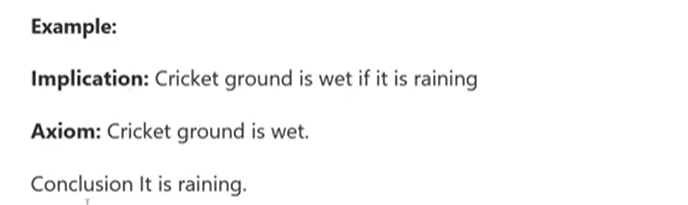 Example:
Implication: Cricket ground is wet if it is raining
Axiom: Cricket ground is wet.
Conclusion It is raining.